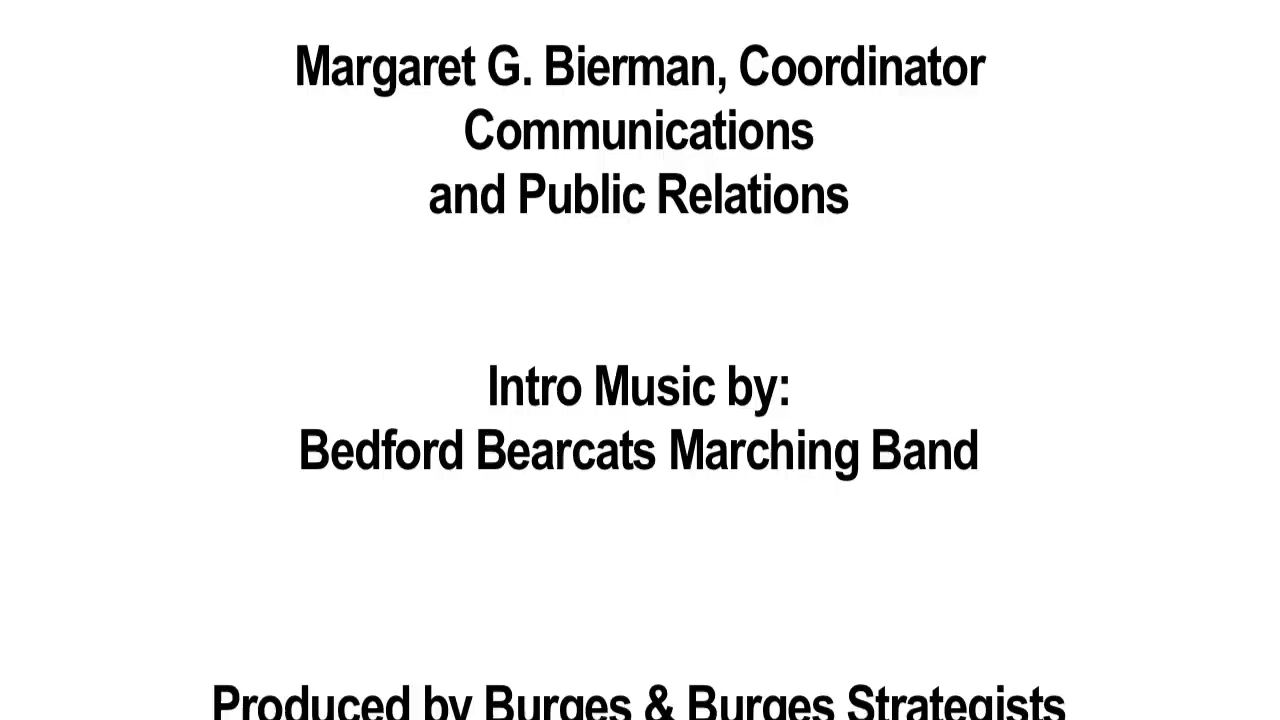 Margaret G. Bierman, Coordinator
Communications
and Public Relations
Intro Music by:
Bedford Bearcats Marching Band
Produced by Burges & Burges Strategists